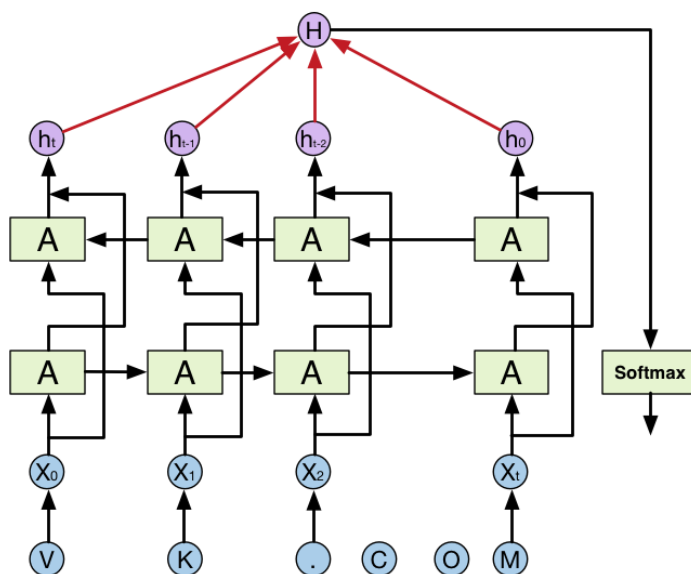 H
ht ht-1 ht-2 h0
A A A A
A A A A Softmax
X0 X1 X2 Xt
V K . C O M